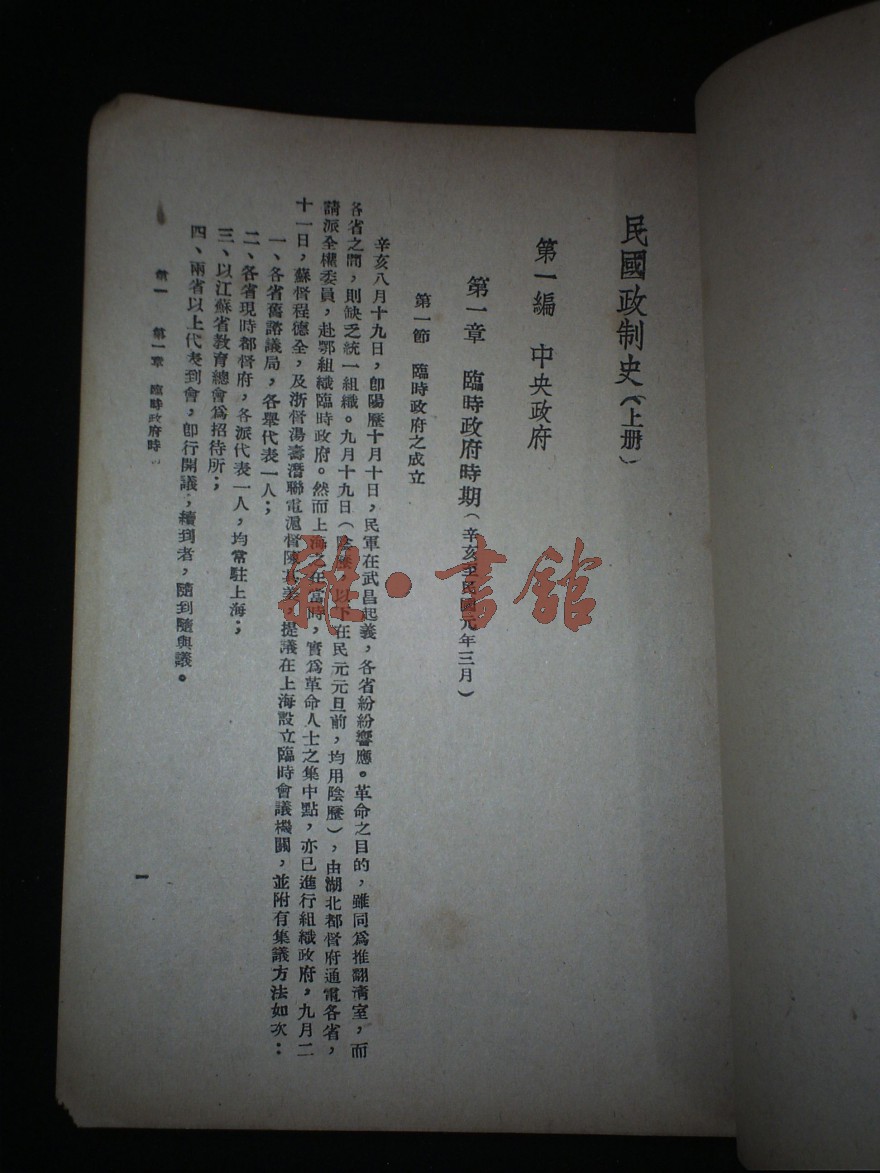 民國政制史(上册)
第一編 中央政府
第一章 臨時政府時期(辛亥至民國元年三月)
第一節 臨時政府之成立
辛亥八月十九日,卽陽歷十月十日,民軍在武昌起義,各省紛紛響應。革命之目的,雖同爲推翻淸室,而
各省之間,則缺乏統一組織。九月十九日(陰歷,以下在民元元旦前,均用陰歷),由湖北都督府通電各省,
請派全權委員,赴鄂組織臨時政府。然而上海之在當時,實爲革命人士之集中點,亦已進行組織政府,九月二
十一日,蘇督程德全,及浙督湯壽潛聯電滬督陳其美,提議在上海設立臨時會議機關,並附有集議方法如次:
一、各省舊諮議局,各舉代表一人;
二、各省現時都督府,各派代表一人,均常駐上海;
三、以江蘇省教育總會爲招待所;
四、兩省以上代表到會,卽行開議,續到者,隨到隨與議。
第一 第一章 臨時政府時
一
雜·書館